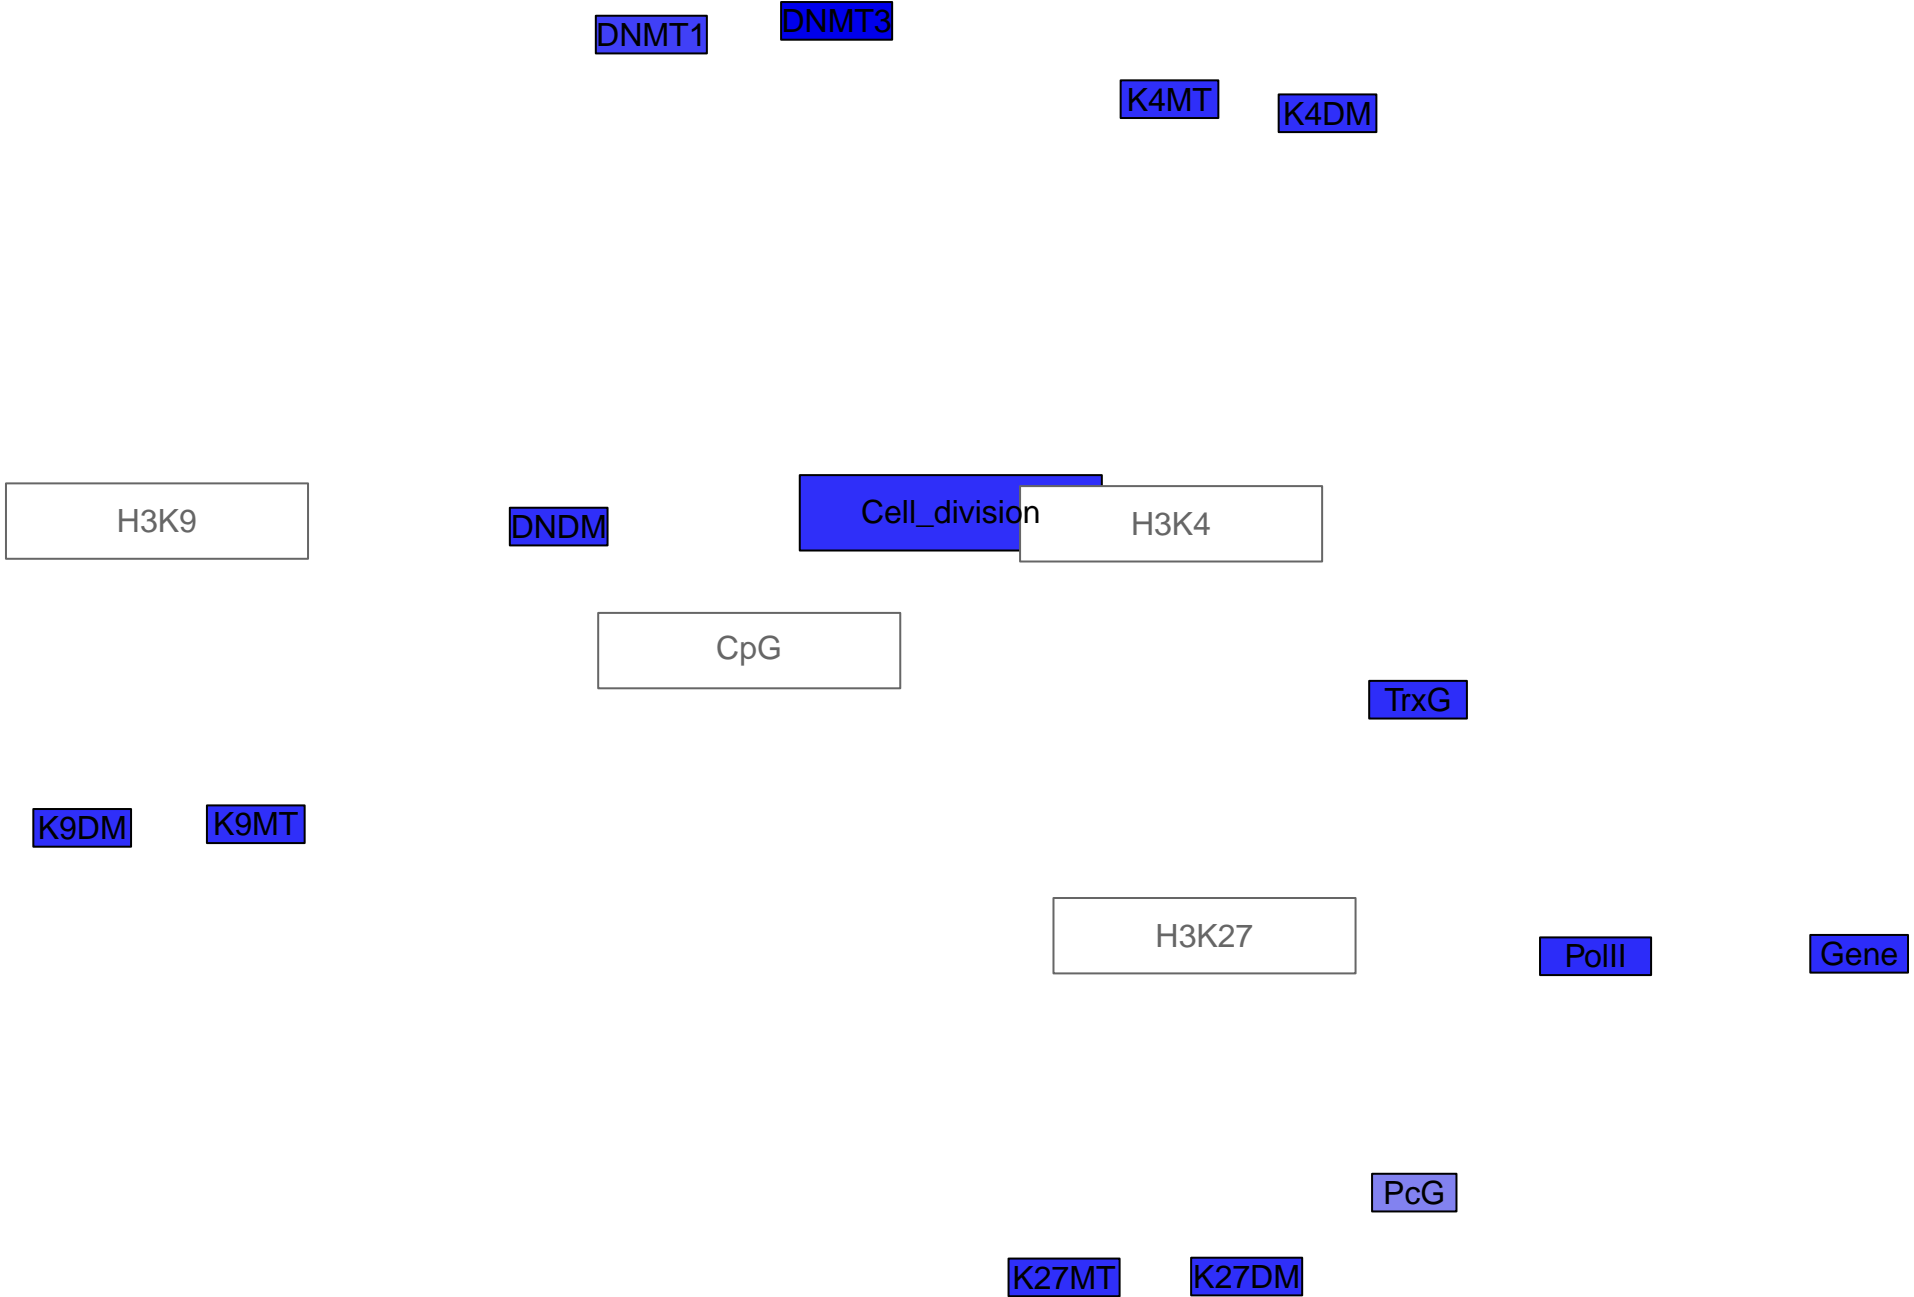 DNMT3
DNMT1
K4MT
K4DM
Cell_division
H3K9
H3K4
DNDM
CpG
TrxG
K9MT
K9DM
H3K27
Gene
PolII
PcG
K27MT
K27DM